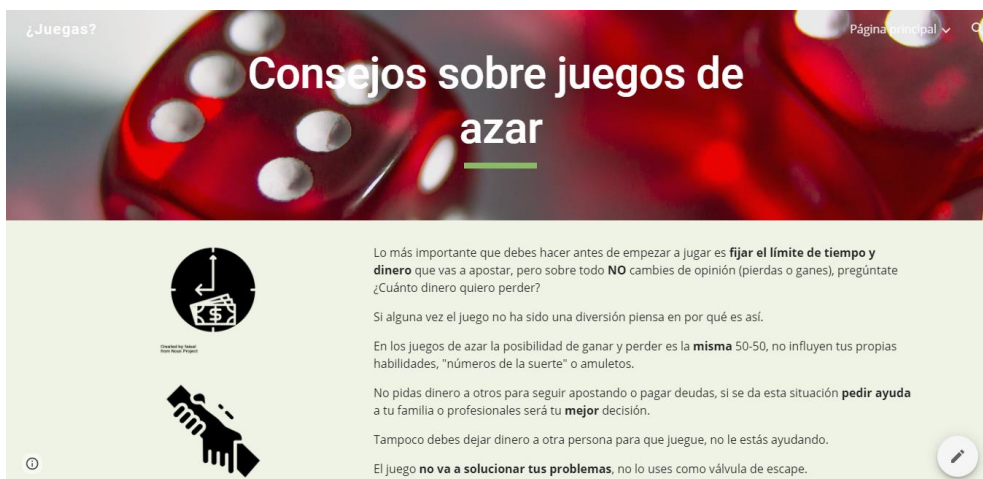 ¿Juegas?
Página principal
Consejos sobre juegos de
azar
Lo más importante que debes hacer antes de empezar a jugar es fijar el límite de tiempo y
dinero que vas a apostar, pero sobre todo NO cambies de opinión (pierdas o ganes), pregúntate
¿Cuánto dinero quiero perder?
Si alguna vez el juego no ha sido una diversión piensa en por qué es así.
En los juegos de azar la posibilidad de ganar y perder es la misma 50-50, no influyen tus propias
habilidades, "números de la suerte" o amuletos.
No pidas dinero a otros para seguir apostando o pagar deudas, si se da esta situación pedir ayuda
a tu familia o profesionales será tu mejor decisión.
Tampoco debes dejar dinero a otra persona para que juegue, no le estás ayudando.
El juego no va a solucionar tus problemas, no lo uses como válvula de escape.
$
Created by
from Noun Project